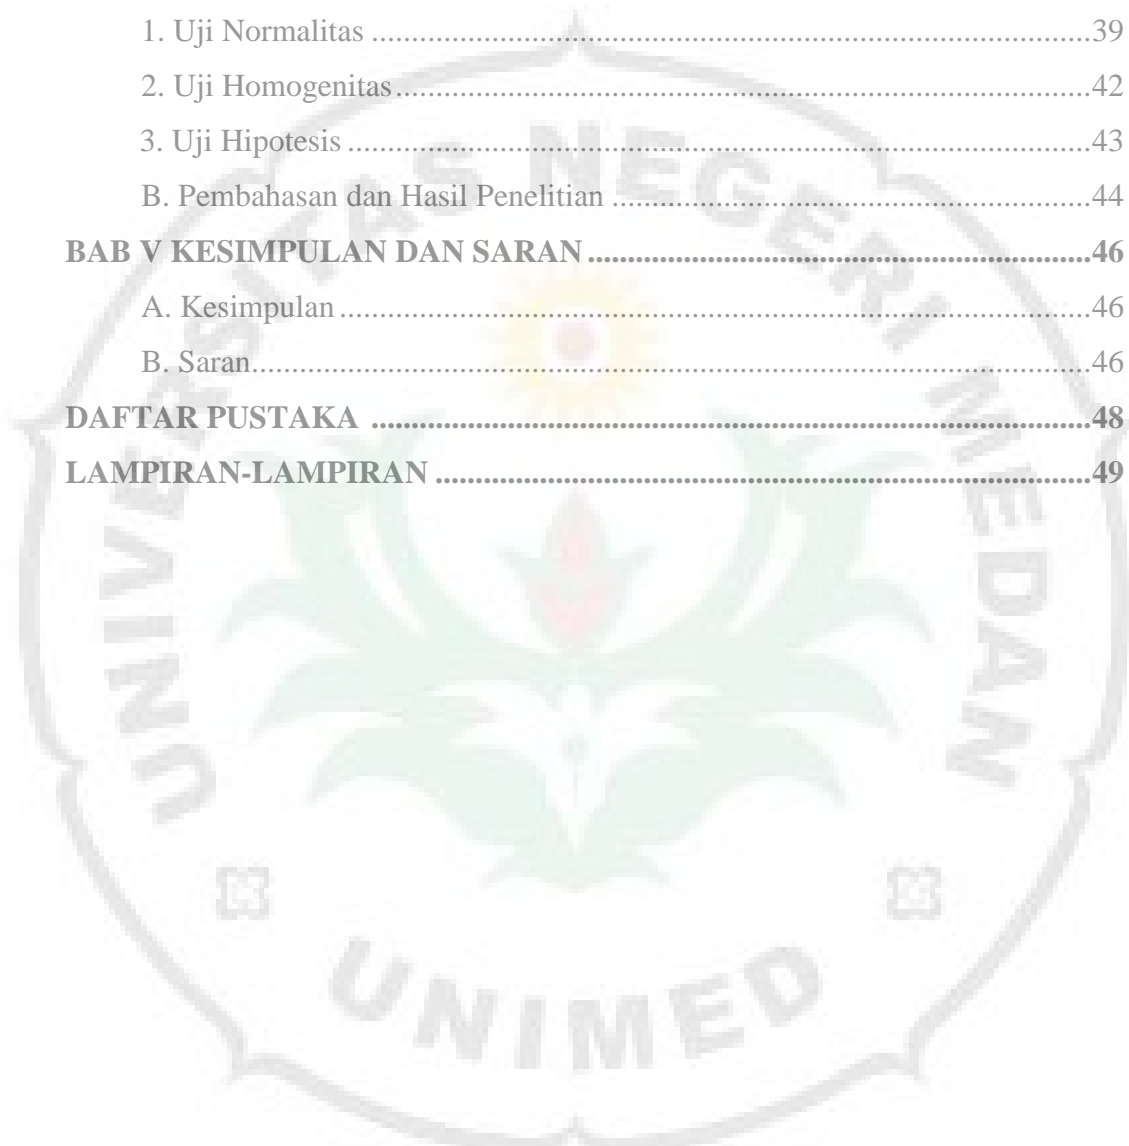 1. Uji Normalitas ........................................................................................39
2. Uji Homogenitas.....................................................................................42
3. Uji Hipotesis ...........................................................................................43
B. Pembahasan dan Hasil Penelitian ...........................................................44
BAB V KESIMPULAN DAN SARAN ..............................................................46
A. Kesimpulan ............................................................................................46
B. Saran.......................................................................................................46
DAFTAR PUSTAKA ........................................................................................48
LAMPIRAN-LAMPIRAN ................................................................................49
UNIVERSITAS NEGERI MEDAN
UNIMED